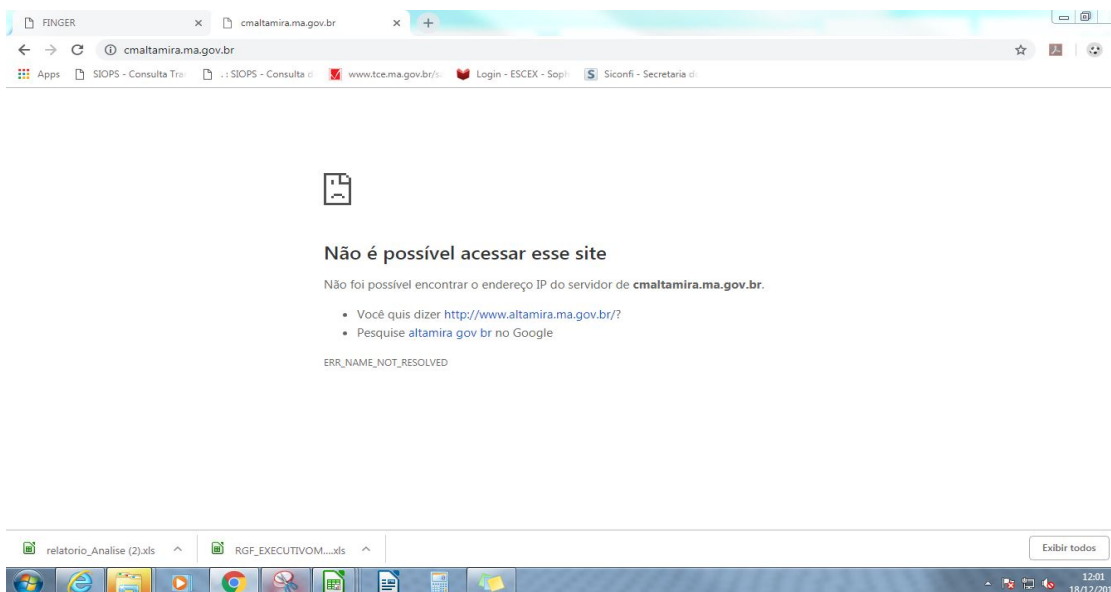 FINGER
cmaltamira.ma.gov.br
cmaltamira.ma.gov.br
Apps SIOPS - Consulta Tra .: SIOPS - Consulta d www.tce.ma.gov.br/s Login - ESCEX - Soph Siconfi - Secretaria d
Não é possível acessar esse site
Não foi possível encontrar o endereço IP do servidor de cmaltamira.ma.gov.br.
• Você quis dizer http://www.altamira.ma.gov.br/?
• Pesquise altamira gov br no Google
ERR_NAME_NOT_RESOLVED
relatorio_Analise (2).xls RGF_EXECUTIVOM....xls Exibir todos
12:01
18/12/20